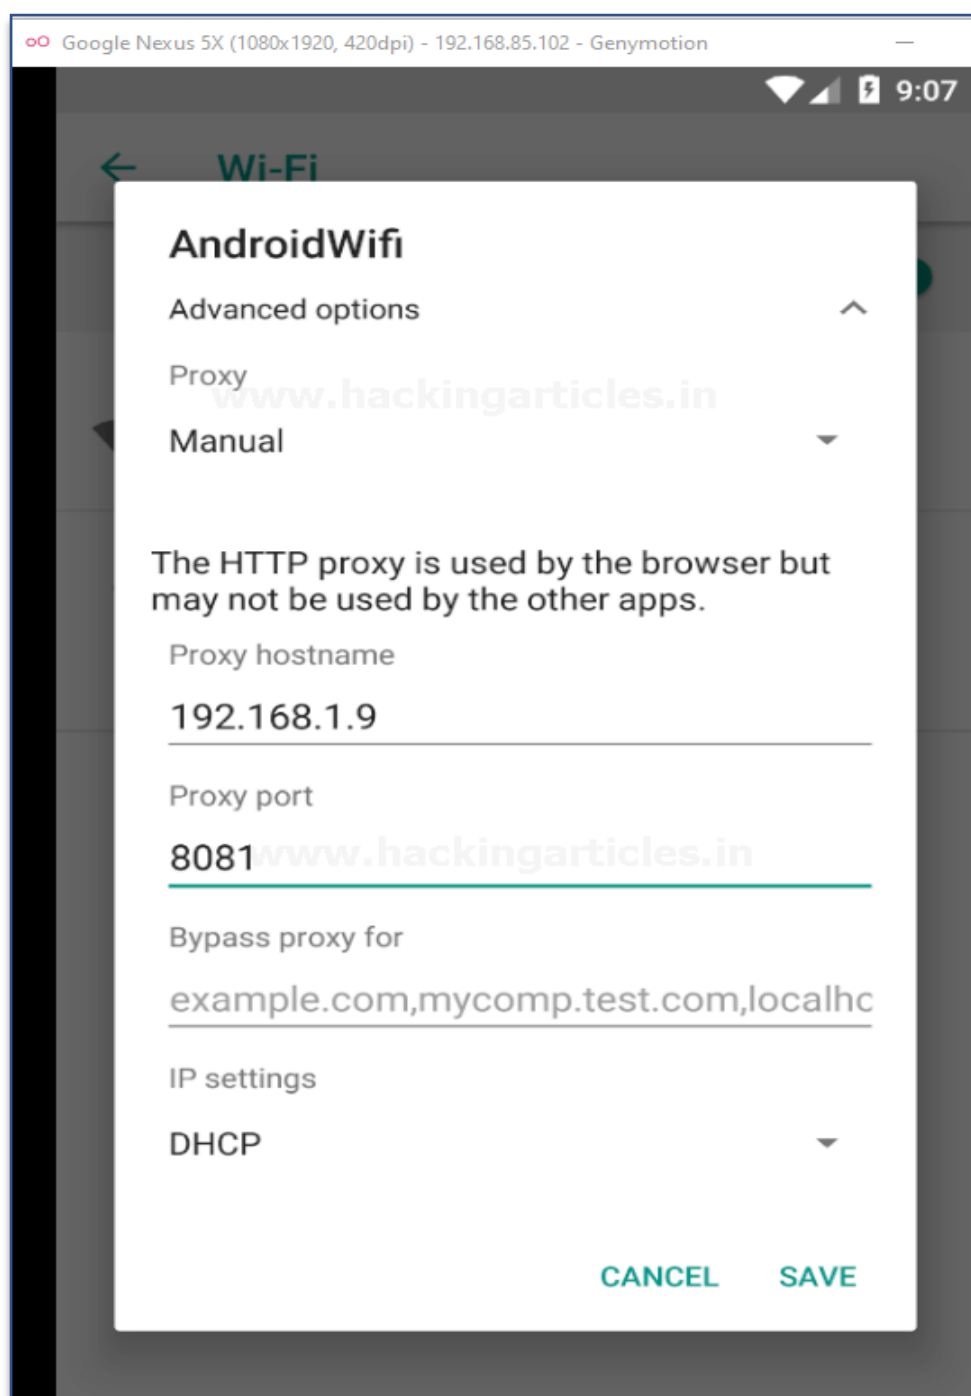 Google Nexus 5X (1080x1920, 420dpi) - 192.168.85.102 - Genymotion
9:07
Wi-Fi
AndroidWifi
Advanced options
Proxy
www.hackingarticles.in
Manual
The HTTP proxy is used by the browser but
may not be used by the other apps.
Proxy hostname
192.168.1.9
Proxy port
8081
www.hackingarticles.in
Bypass proxy for
example.com,mycomp.test.com,localhc
IP settings
DHCP
CANCEL SAVE